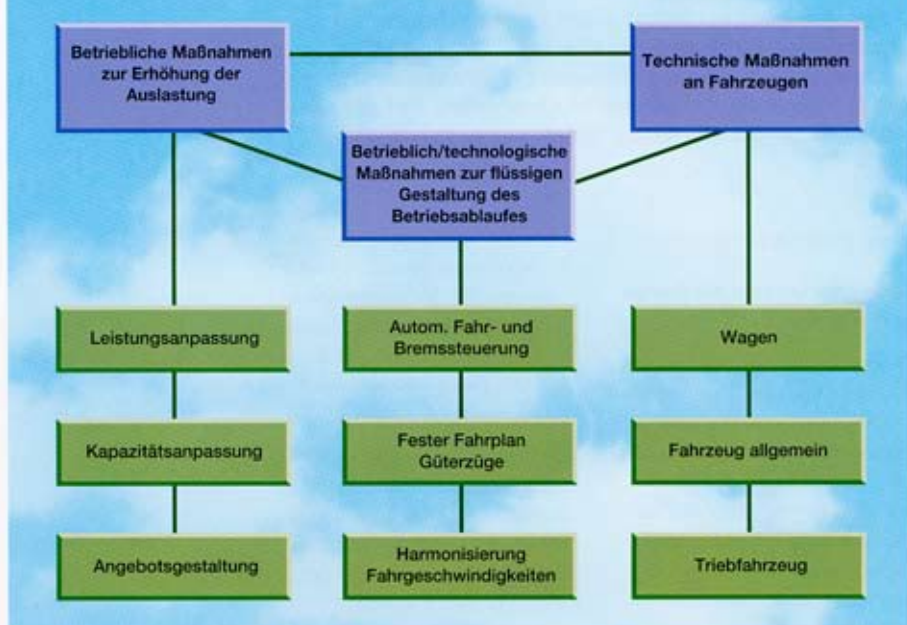 Betriebliche Maßnahmen
zur Erhöhung der
Auslastung
Technische Maßnahmen
an Fahrzeugen
Betrieblich/technologische
Maßnahmen zur flüssigen
Gestaltung des
Betriebsablaufes
Leistungsanpassung
Autom. Fahr- und
Bremssteuerung
Wagen
Kapazitätsanpassung
Fester Fahrplan
Güterzüge
Fahrzeug allgemein
Angebotsgestaltung
Harmonisierung
Fahrgeschwindigkeiten
Triebfahrzeug